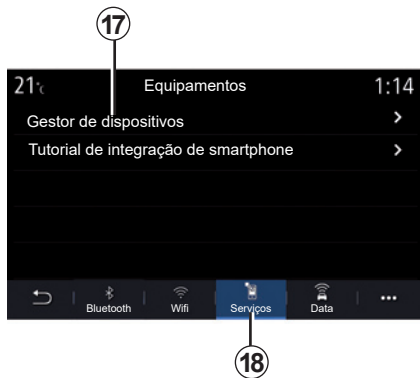 17
21°c Equipamentos 1:14
Gestor de dispositivos
Tutorial de integração de smartphone
Bluetooth Wifi Serviços Data
18